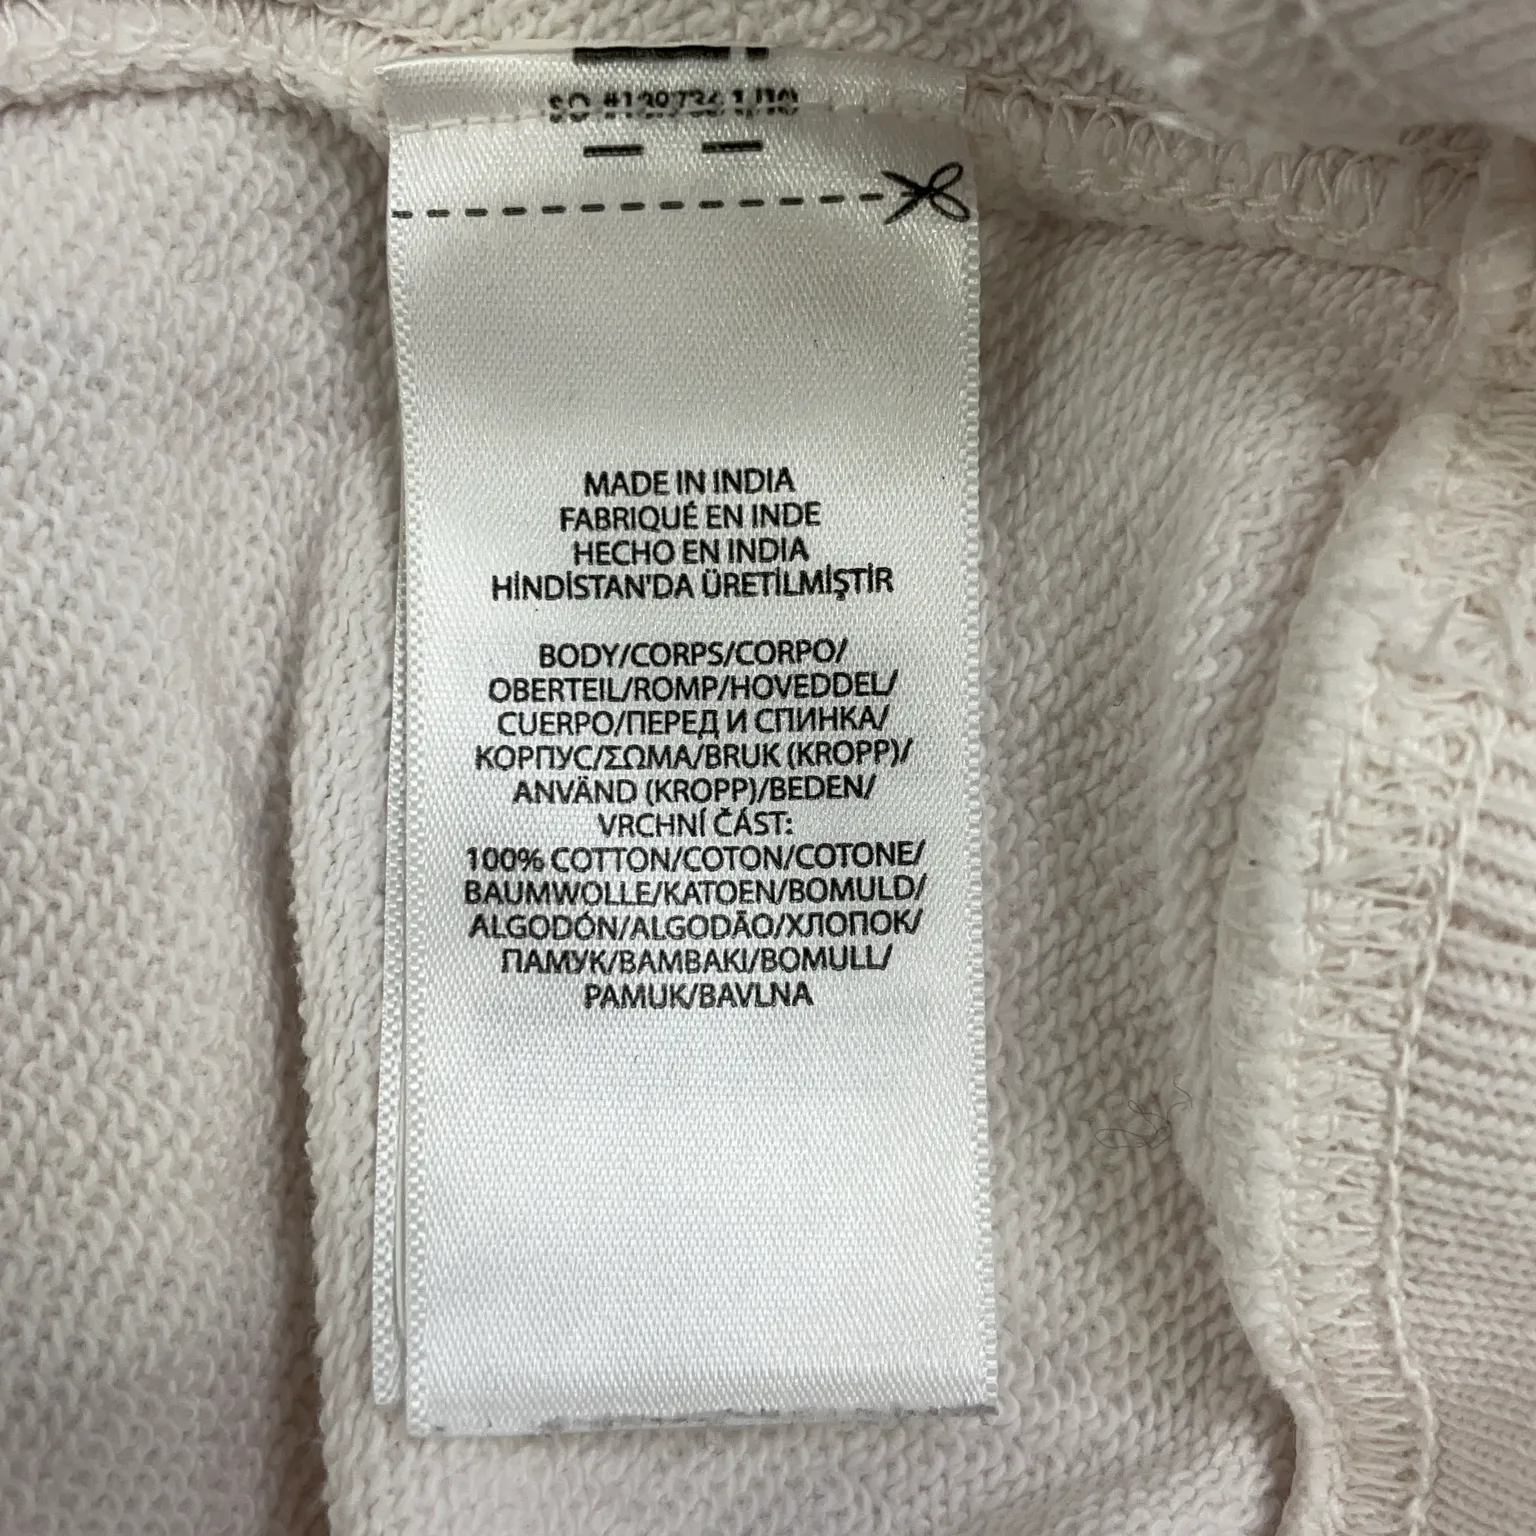 MADE IN INDIA
FABRIQUÉ EN INDE
HECHO EN INDIA
HİNDİSTAN'DA ÜRETİLMİŞTİR
BODY/CORPS/CORPO/
OBERTEIL/ROMP/HOVEDDEL/
CUERPO/ПЕРЕД И СПИНКА/
КОРПУС/ΣΩΜΑ/BRUK (KROPP)/
ANVÄND (KROPP)/BEDEN/
VRCHNÍ ČÁST:
100% COTTON/COTON/COTONE/
BAUMWOLLE/KATOEN/BOMULD/
ALGODÓN/ALGODÃO/ХЛОПОК/
ПАМУК/BAMBAKI/BOMULL/
PAMUK/BAVLNA